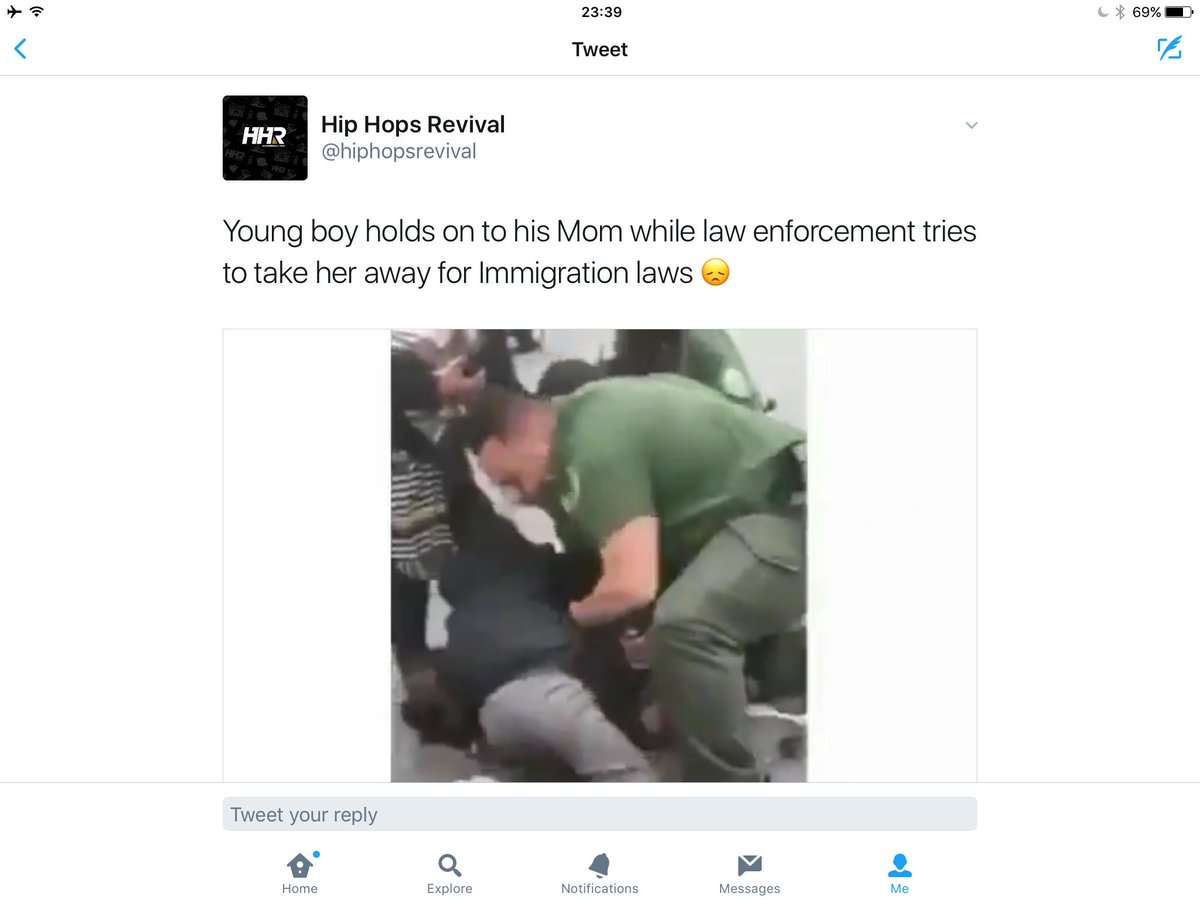 23:39
69%
Tweet
HHR
Hip Hops Revival
@hiphopsrevival
Young boy holds on to his Mom while law enforcement tries
to take her away for Immigration laws 😞
Tweet your reply
Home
Explore
Notifications
Messages
Me